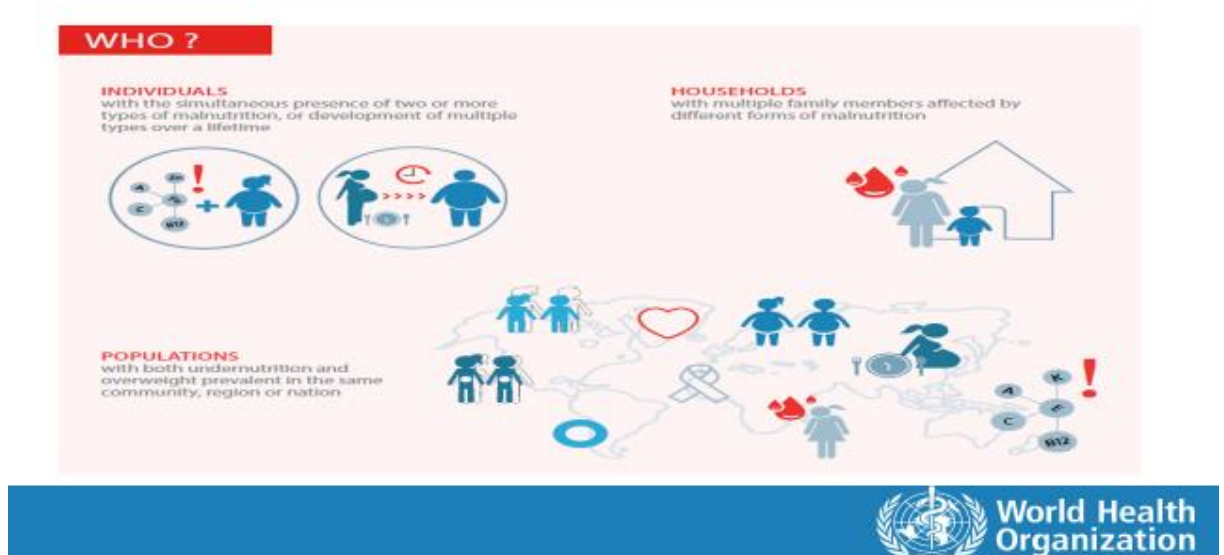 WHO ?
INDIVIDUALS
with the simultaneous presence of two or more
types of malnutrition, or development of multiple
types over a lifetime
HOUSEHOLDS
with multiple family members affected by
different forms of malnutrition
A
C
B12
POPULATIONS
with both undernutrition and
overweight prevalent in the same
community, region or nation
A
K
C
E
B12
World Health
Organization